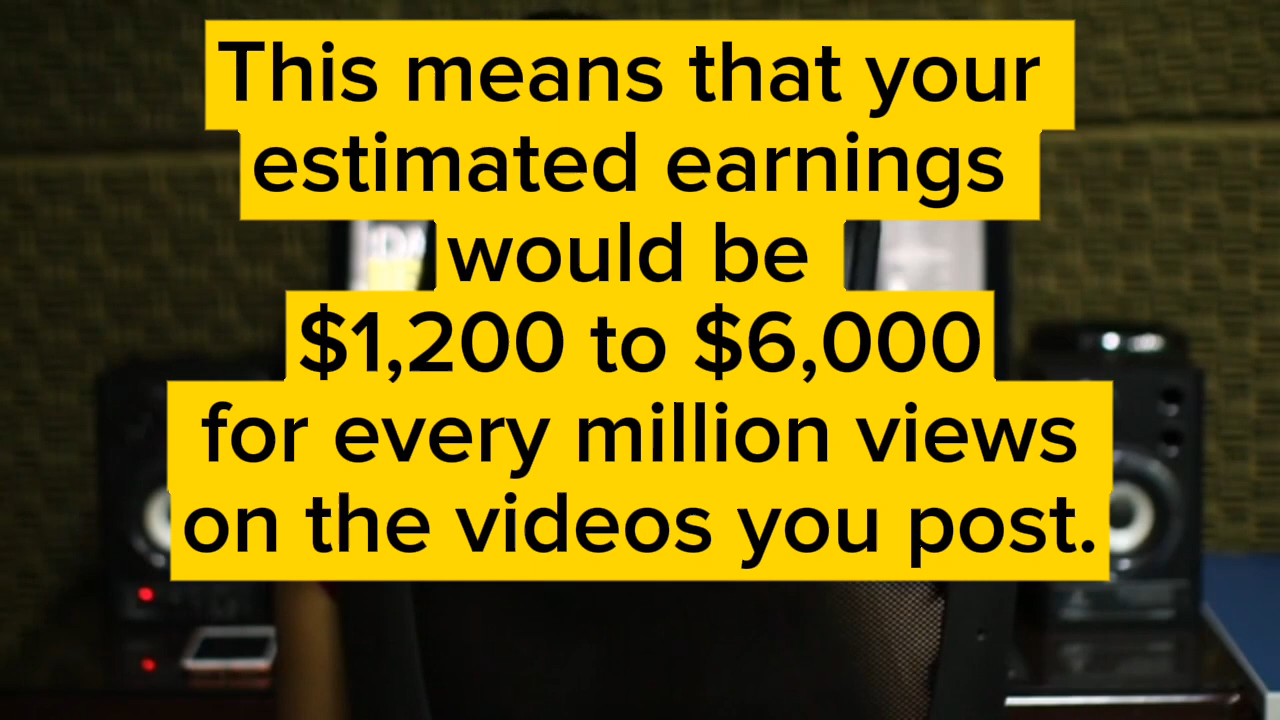 This means that your
estimated earnings
would be
$1,200 to $6,000
for every million views
on the videos you post.